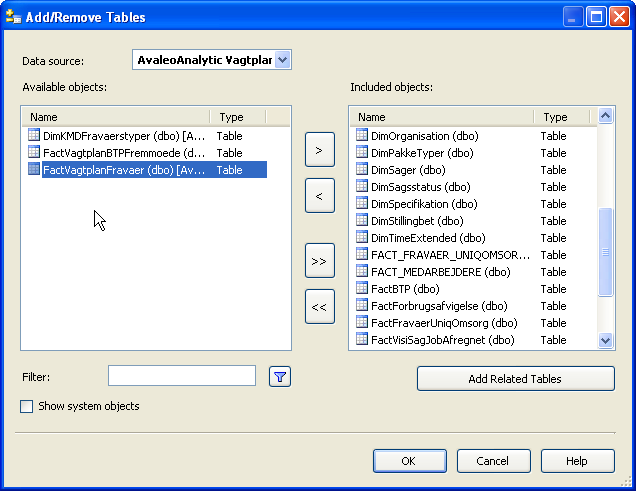 Add/Remove Tables
Data source: AvaleoAnalytic Vagtplan
Available objects: Included objects:
Name Type
DimKMDFravaerstyper (dbo) [A... Table
FactVagtplanBTPFremmoede (d... Table
FactVagtplanFravaer (dbo) [Av... Table
>
<
>>
<<
Name Type
DimOrganisation (dbo) Table
DimPakkeTyper (dbo) Table
DimSager (dbo) Table
DimSagsstatus (dbo) Table
DimSpecifikation (dbo) Table
DimStillingbet (dbo) Table
DimTimeExtended (dbo) Table
FACT_FRAVAER_UNIQOMSOR... Table
FACT_MEDARBEJDERE (dbo) Table
FactBTP (dbo) Table
FactForbrugsafvigelse (dbo) Table
FactFravaerUniqOmsorg (dbo) Table
FactVisiSagJobAfregnet (dbo) Table
Filter:
Add Related Tables
Show system objects
OK Cancel Help